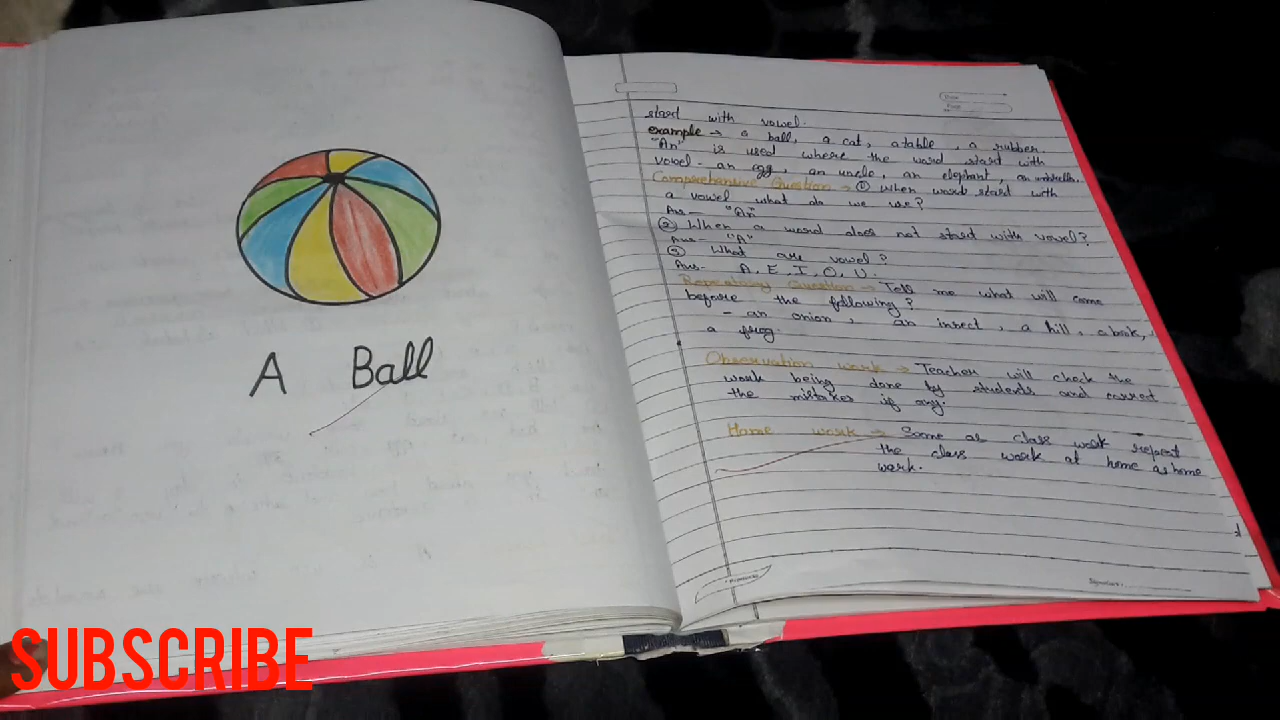 A Ball
start with vowel.
example → a ball, a cat, a table, a rubber.
"An" is used where the word start with
vowel - an egg, an uncle, an elephant, an umbrella.
Comprehensive Question → ① When word start with
a vowel what do we use?
Ans - "An"
② When a word does not start with vowel?
Ans - "A"
③ What are vowel?
Ans - A, E, I, O, U.
Question → Tell me what will come
before the following?
- an onion, an insect, a hill, a book,
a frog.
Observation work → Teacher will check the
work being done by students and correct
the mistakes if any.
Home work → Same as class work repeat
the class work at home as home
work.
Signature
SUBSCRIBE